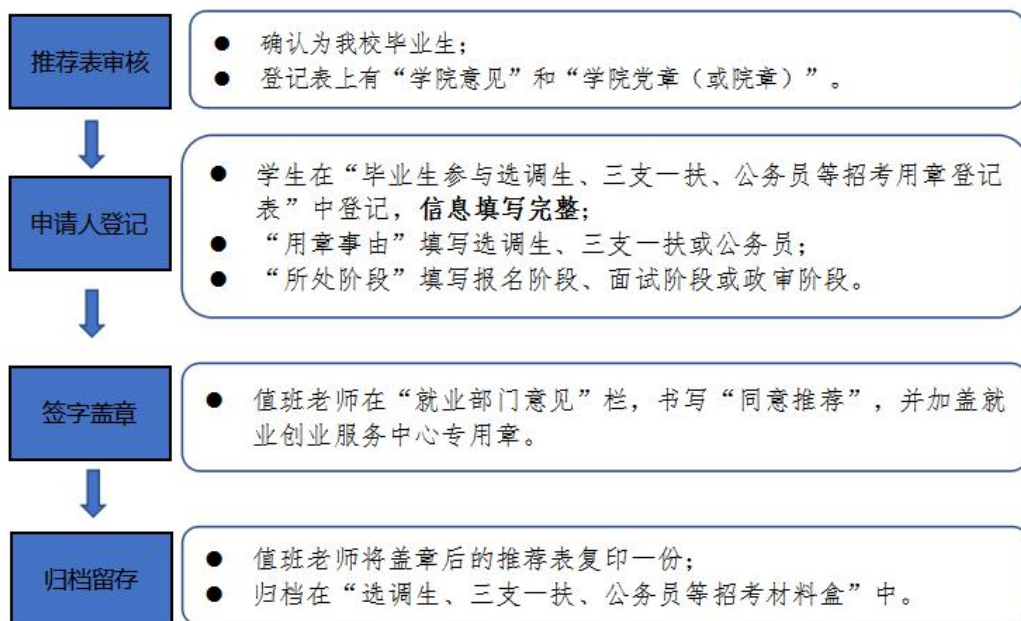 推荐表审核
● 确认为我校毕业生；
● 登记表上有“学院意见”和“学院党章（或院章）”。
申请人登记
● 学生在“毕业生参与选调生、三支一扶、公务员等招考用章登记
表”中登记，信息填写完整；
● “用章事由”填写选调生、三支一扶或公务员；
● “所处阶段”填写报名阶段、面试阶段或政审阶段。
签字盖章
● 值班老师在“就业部门意见”栏，书写“同意推荐”，并加盖就
业创业服务中心专用章。
归档留存
● 值班老师将盖章后的推荐表复印一份；
● 归档在“选调生、三支一扶、公务员等招考材料盒”中。